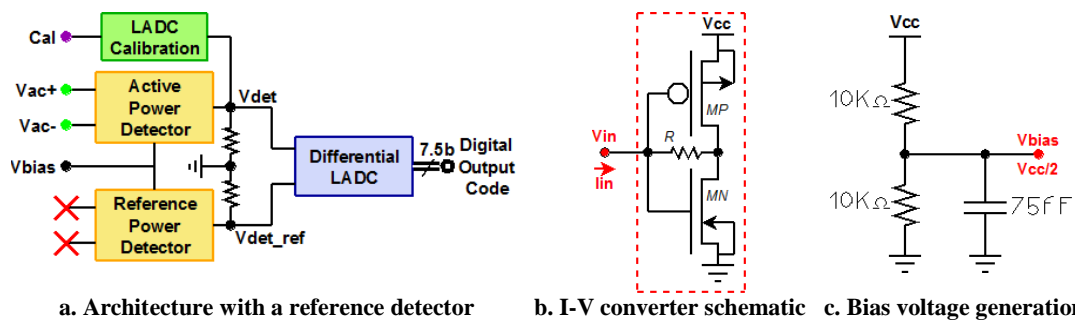 Cal
LADC
Calibration
Vac+
Vac-
Active
Power
Detector
Vdet
Vbias
Reference
Power
Detector
Vdet_ref
Differential
LADC
7.5b
Digital
Output
Code
Vcc
MP
Vin
R
Iin
MN
Vcc
10KΩ
Vbias
Vcc/2
10KΩ
75fF
a. Architecture with a reference detector
b. I-V converter schematic
c. Bias voltage generation